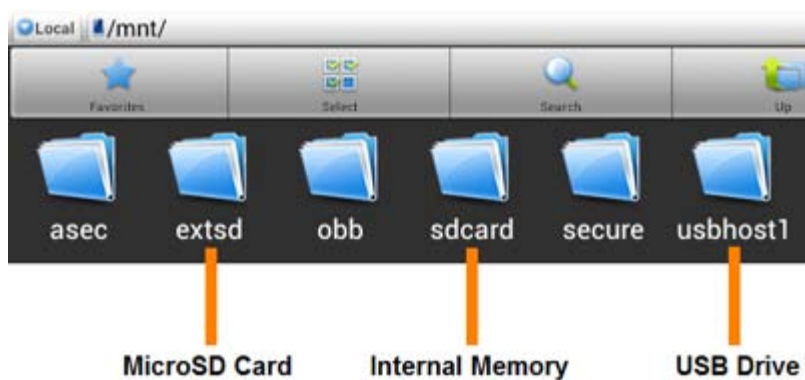 Local /mnt/
Favorites Select Search Up
asec extsd obb sdcard secure usbhost1
MicroSD Card Internal Memory USB Drive